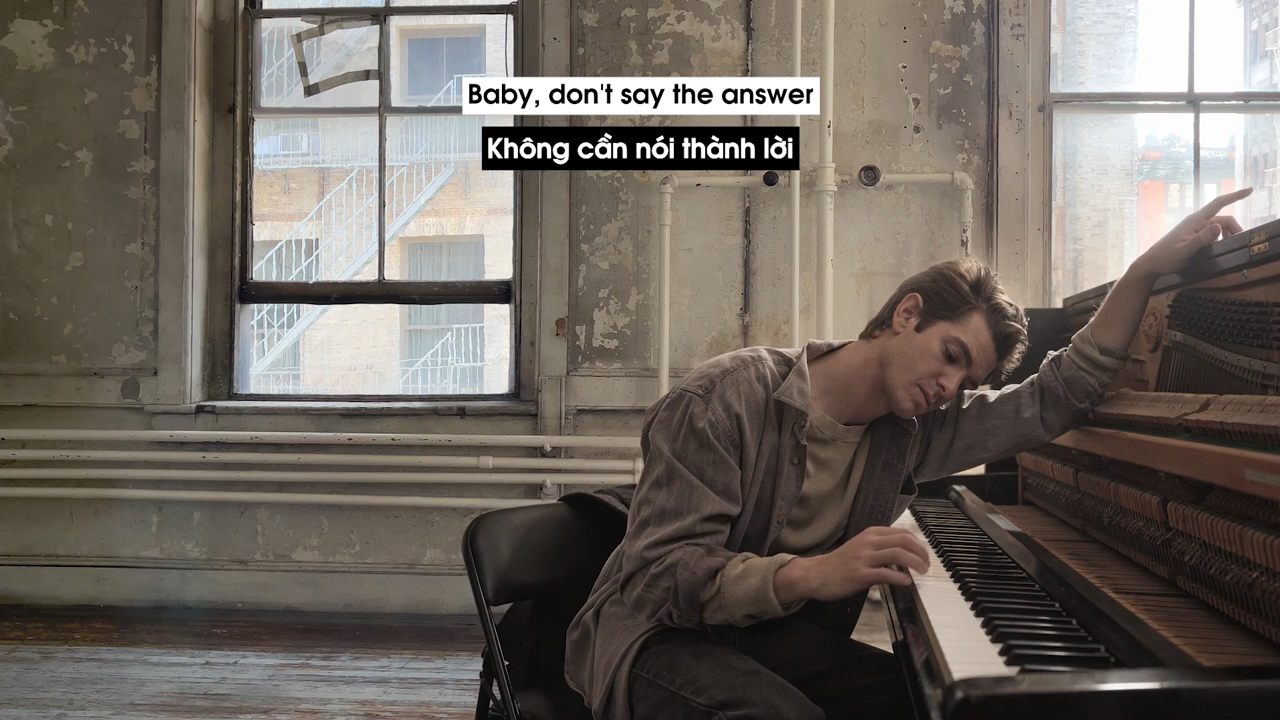 Baby, don't say the answer
Không cần nói thành lời